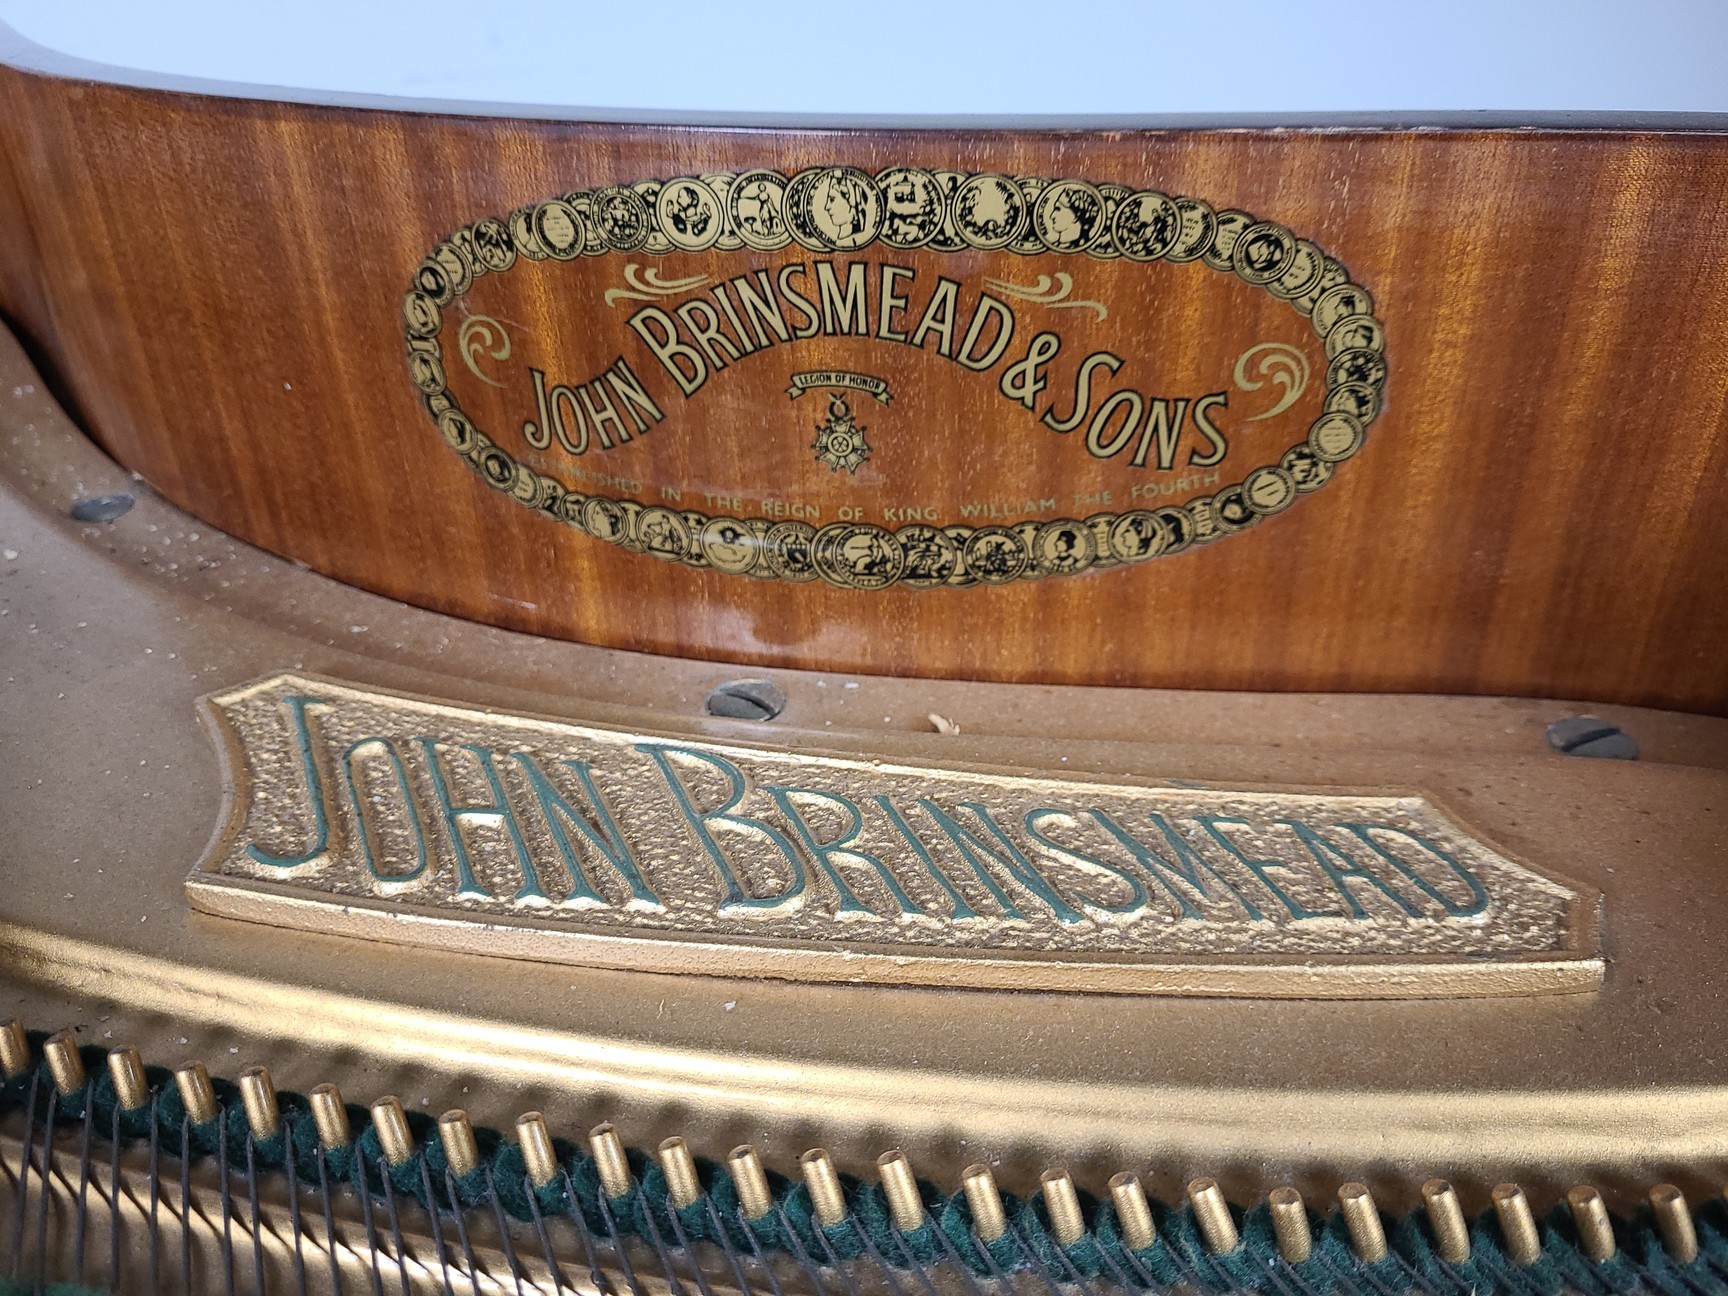 JOHN BRINSMEAD & SONS
LEGION OF HONOR
ESTABLISHED IN THE REIGN OF KING WILLIAM THE FOURTH
JOHN BRINSMEAD